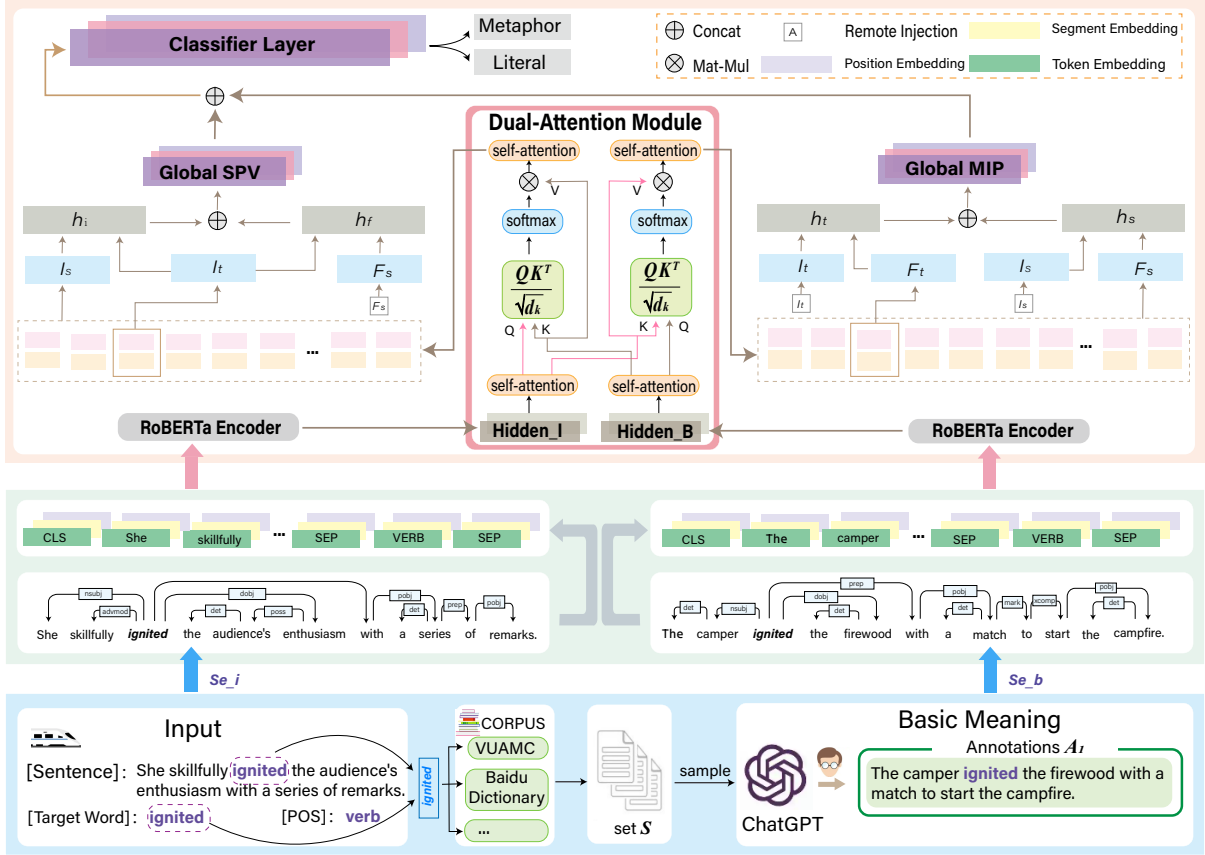 Classifier Layer
Metaphor
Literal
Concat
A
Remote Injection
Segment Embedding
Mat-Mul
Position Embedding
Token Embedding
Dual-Attention Module
self-attention
self-attention
V
V
softmax
softmax
QK^T
√d_k
QK^T
√d_k
Q
K
K
Q
self-attention
self-attention
Hidden_I
Hidden_B
Global SPV
h_i
h_f
I_s
I_t
F_s
F_s
...
Global MIP
h_t
h_s
I_t
F_t
I_s
F_s
I_t
I_s
...
RoBERTa Encoder
RoBERTa Encoder
CLS
She
skillfully
...
SEP
VERB
SEP
CLS
The
camper
...
SEP
VERB
SEP
nsubj
advmod
dobj
det
poss
pobj
det
prep
pobj
She skillfully ignited the audience's enthusiasm with a series of remarks.
det
nsubj
prep
dobj
det
pobj
det
mark
xcomp
pobj
det
The camper ignited the firewood with a match to start the campfire.
Se_i
Se_b
Input
[Sentence]: She skillfully ignited the audience's
enthusiasm with a series of remarks.
[Target Word]: ignited
[POS]: verb
ignited
CORPUS
VUAMC
Baidu
Dictionary
...
set S
sample
Basic Meaning
ChatGPT
Annotations A_1
The camper ignited the firewood with a
match to start the campfire.